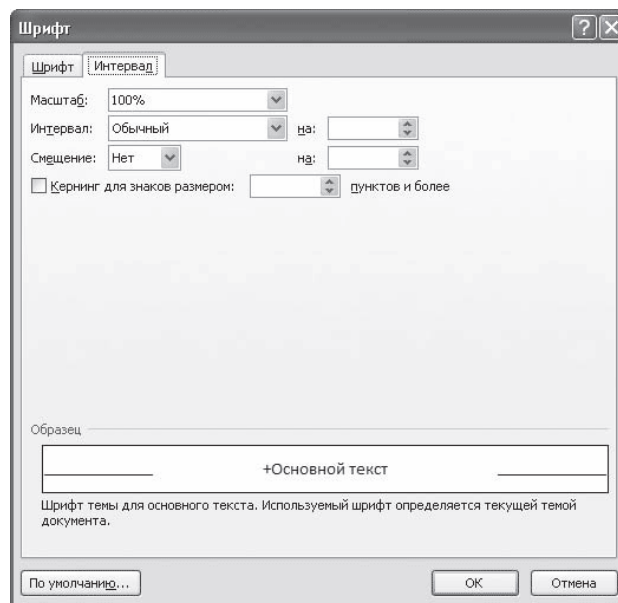 Шрифт
Шрифт Интервал
Масштаб: 100%
Интервал: Обычный на:
Смещение: Нет на:
Кернинг для знаков размером: пунктов и более
Образец
+Основной текст
Шрифт темы для основного текста. Используемый шрифт определяется текущей темой
документа.
По умолчанию... ОК Отмена